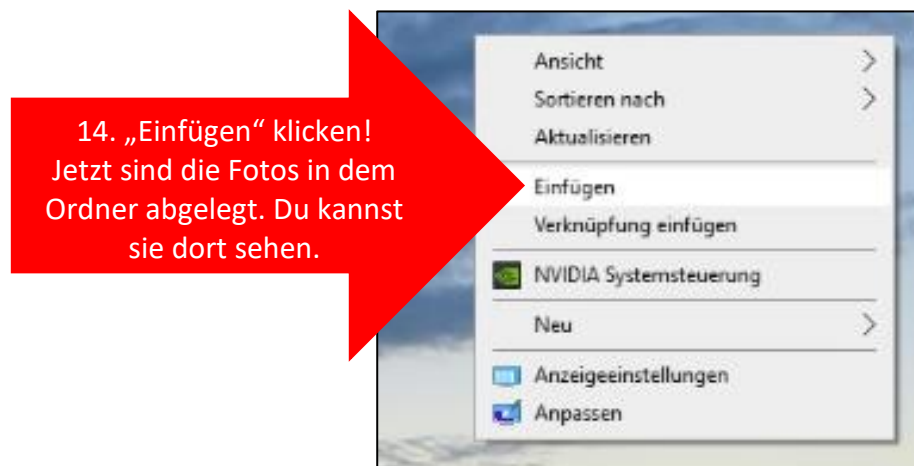 14. „Einfügen“ klicken!
Jetzt sind die Fotos in dem
Ordner abgelegt. Du kannst
sie dort sehen.
Ansicht
Sortieren nach
Aktualisieren
Einfügen
Verknüpfung einfügen
NVIDIA Systemsteuerung
Neu
Anzeigeeinstellungen
Anpassen